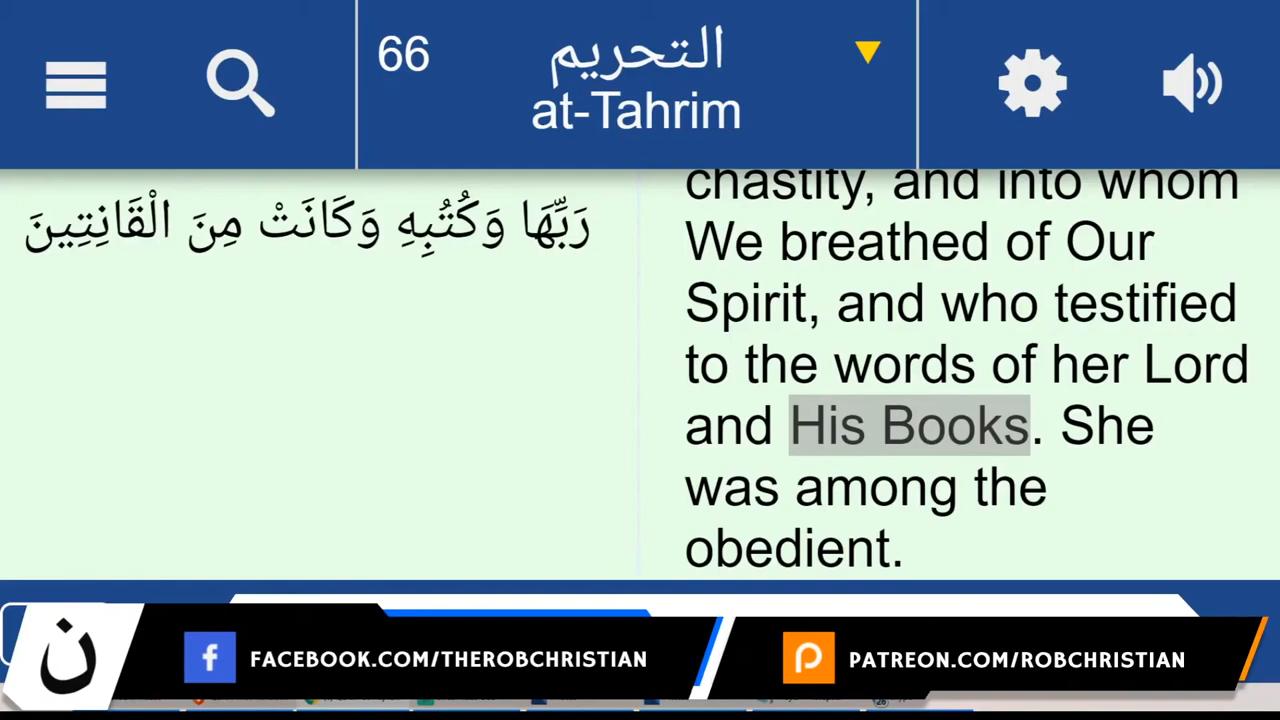 66
التحريم
at-Tahrim
رَبِّهَا وَكُتُبِهِ وَكَانَتْ مِنَ الْقَانِتِينَ
chastity, and into whom
We breathed of Our
Spirit, and who testified
to the words of her Lord
and His Books. She
was among the
obedient.
ن
FACEBOOK.COM/THEROBCHRISTIAN
PATREON.COM/ROBCHRISTIAN